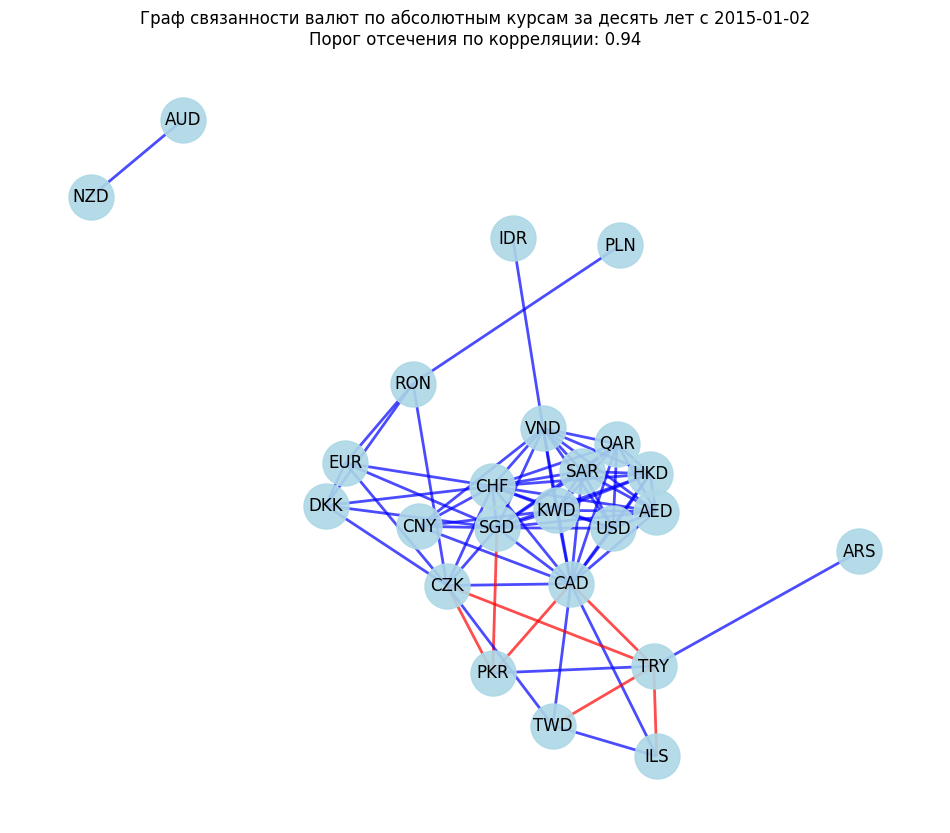 Граф связанности валют по абсолютным курсам за десять лет с 2015-01-02
Порог отсечения по корреляции: 0.94
AUD
NZD
IDR
PLN
RON
VND
QAR
EUR
SAR
HKD
CHF
DKK
KWD
AED
CNY
SGD
USD
ARS
CZK
CAD
TRY
PKR
TWD
ILS